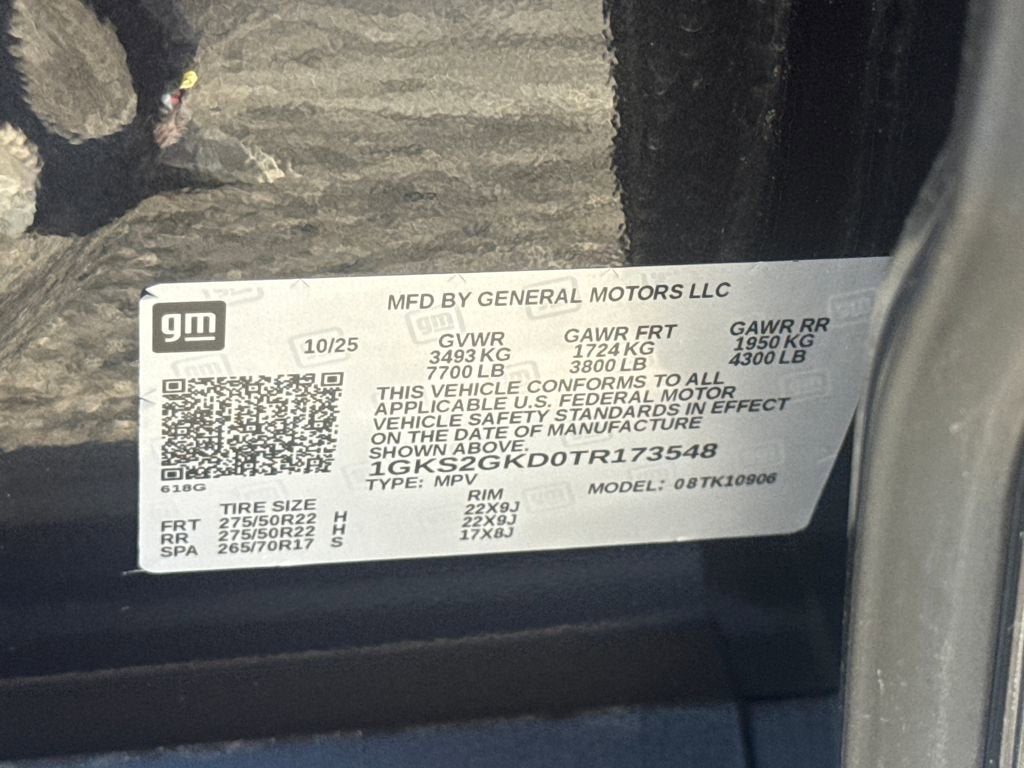 MFD BY GENERAL MOTORS LLC
gm
10/25
GVWR GAWR FRT GAWR RR
3493 KG 1724 KG 1950 KG
7700 LB 3800 LB 4300 LB
THIS VEHICLE CONFORMS TO ALL
APPLICABLE U.S. FEDERAL MOTOR
VEHICLE SAFETY STANDARDS IN EFFECT
ON THE DATE OF MANUFACTURE
SHOWN ABOVE.
1GKS2GKD0TR173548
618G
TYPE: MPV MODEL: 08TK10906
TIRE SIZE RIM
FRT 275/50R22 H 22X9J
RR 275/50R22 H 22X9J
SPA 265/70R17 S 17X8J